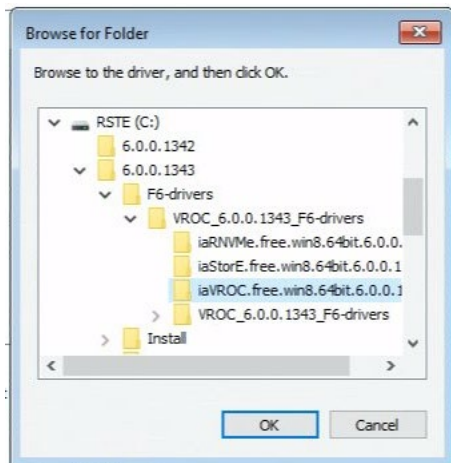 Browse for Folder
Browse to the driver, and then click OK.
RSTE (C:)
6.0.0.1342
6.0.0.1343
F6-drivers
VROC_6.0.0.1343_F6-drivers
iaRNVMe.free.win8.64bit.6.0.0.
iaStorE.free.win8.64bit.6.0.0.1
iaVROC.free.win8.64bit.6.0.0.1
VROC_6.0.0.1343_F6-drivers
Install
OK
Cancel